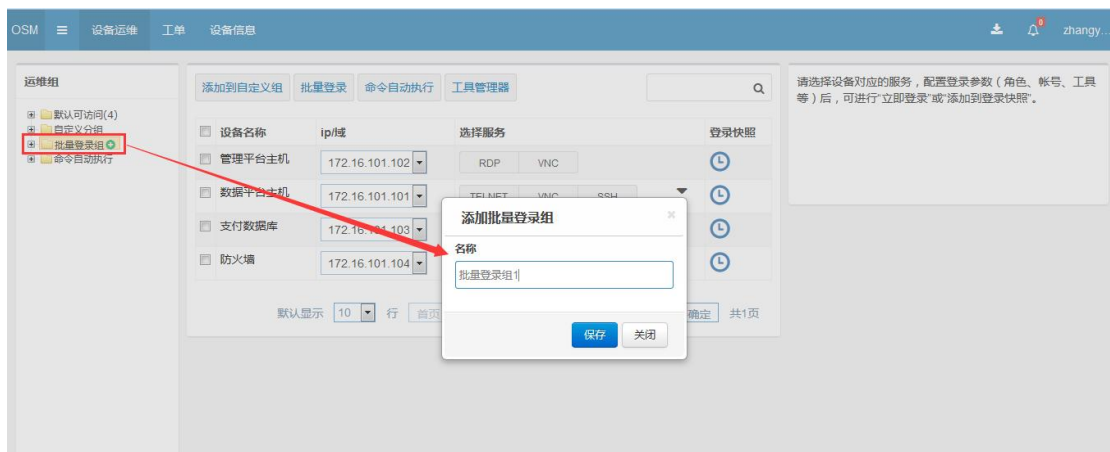 OSM 设备运维 工单 设备信息 0 zhangy...
运维组
默认可访问(4)
自定义分组
批量登录组
命令自动执行
添加到自定义组 批量登录 命令自动执行 工具管理器
设备名称 ip/域 选择服务 登录快照
管理平台主机 172.16.101.102 RDP VNC
数据平台主机 172.16.101.101 TELNET VNC SSH
支付数据库 172.16.101.103
防火墙 172.16.101.104
默认显示 10 行 首页 确定 共1页
添加批量登录组 ×
名称
批量登录组1
保存 关闭
请选择设备对应的服务，配置登录参数（角色、帐号、工具
等）后，可进行“立即登录”或“添加到登录快照”。